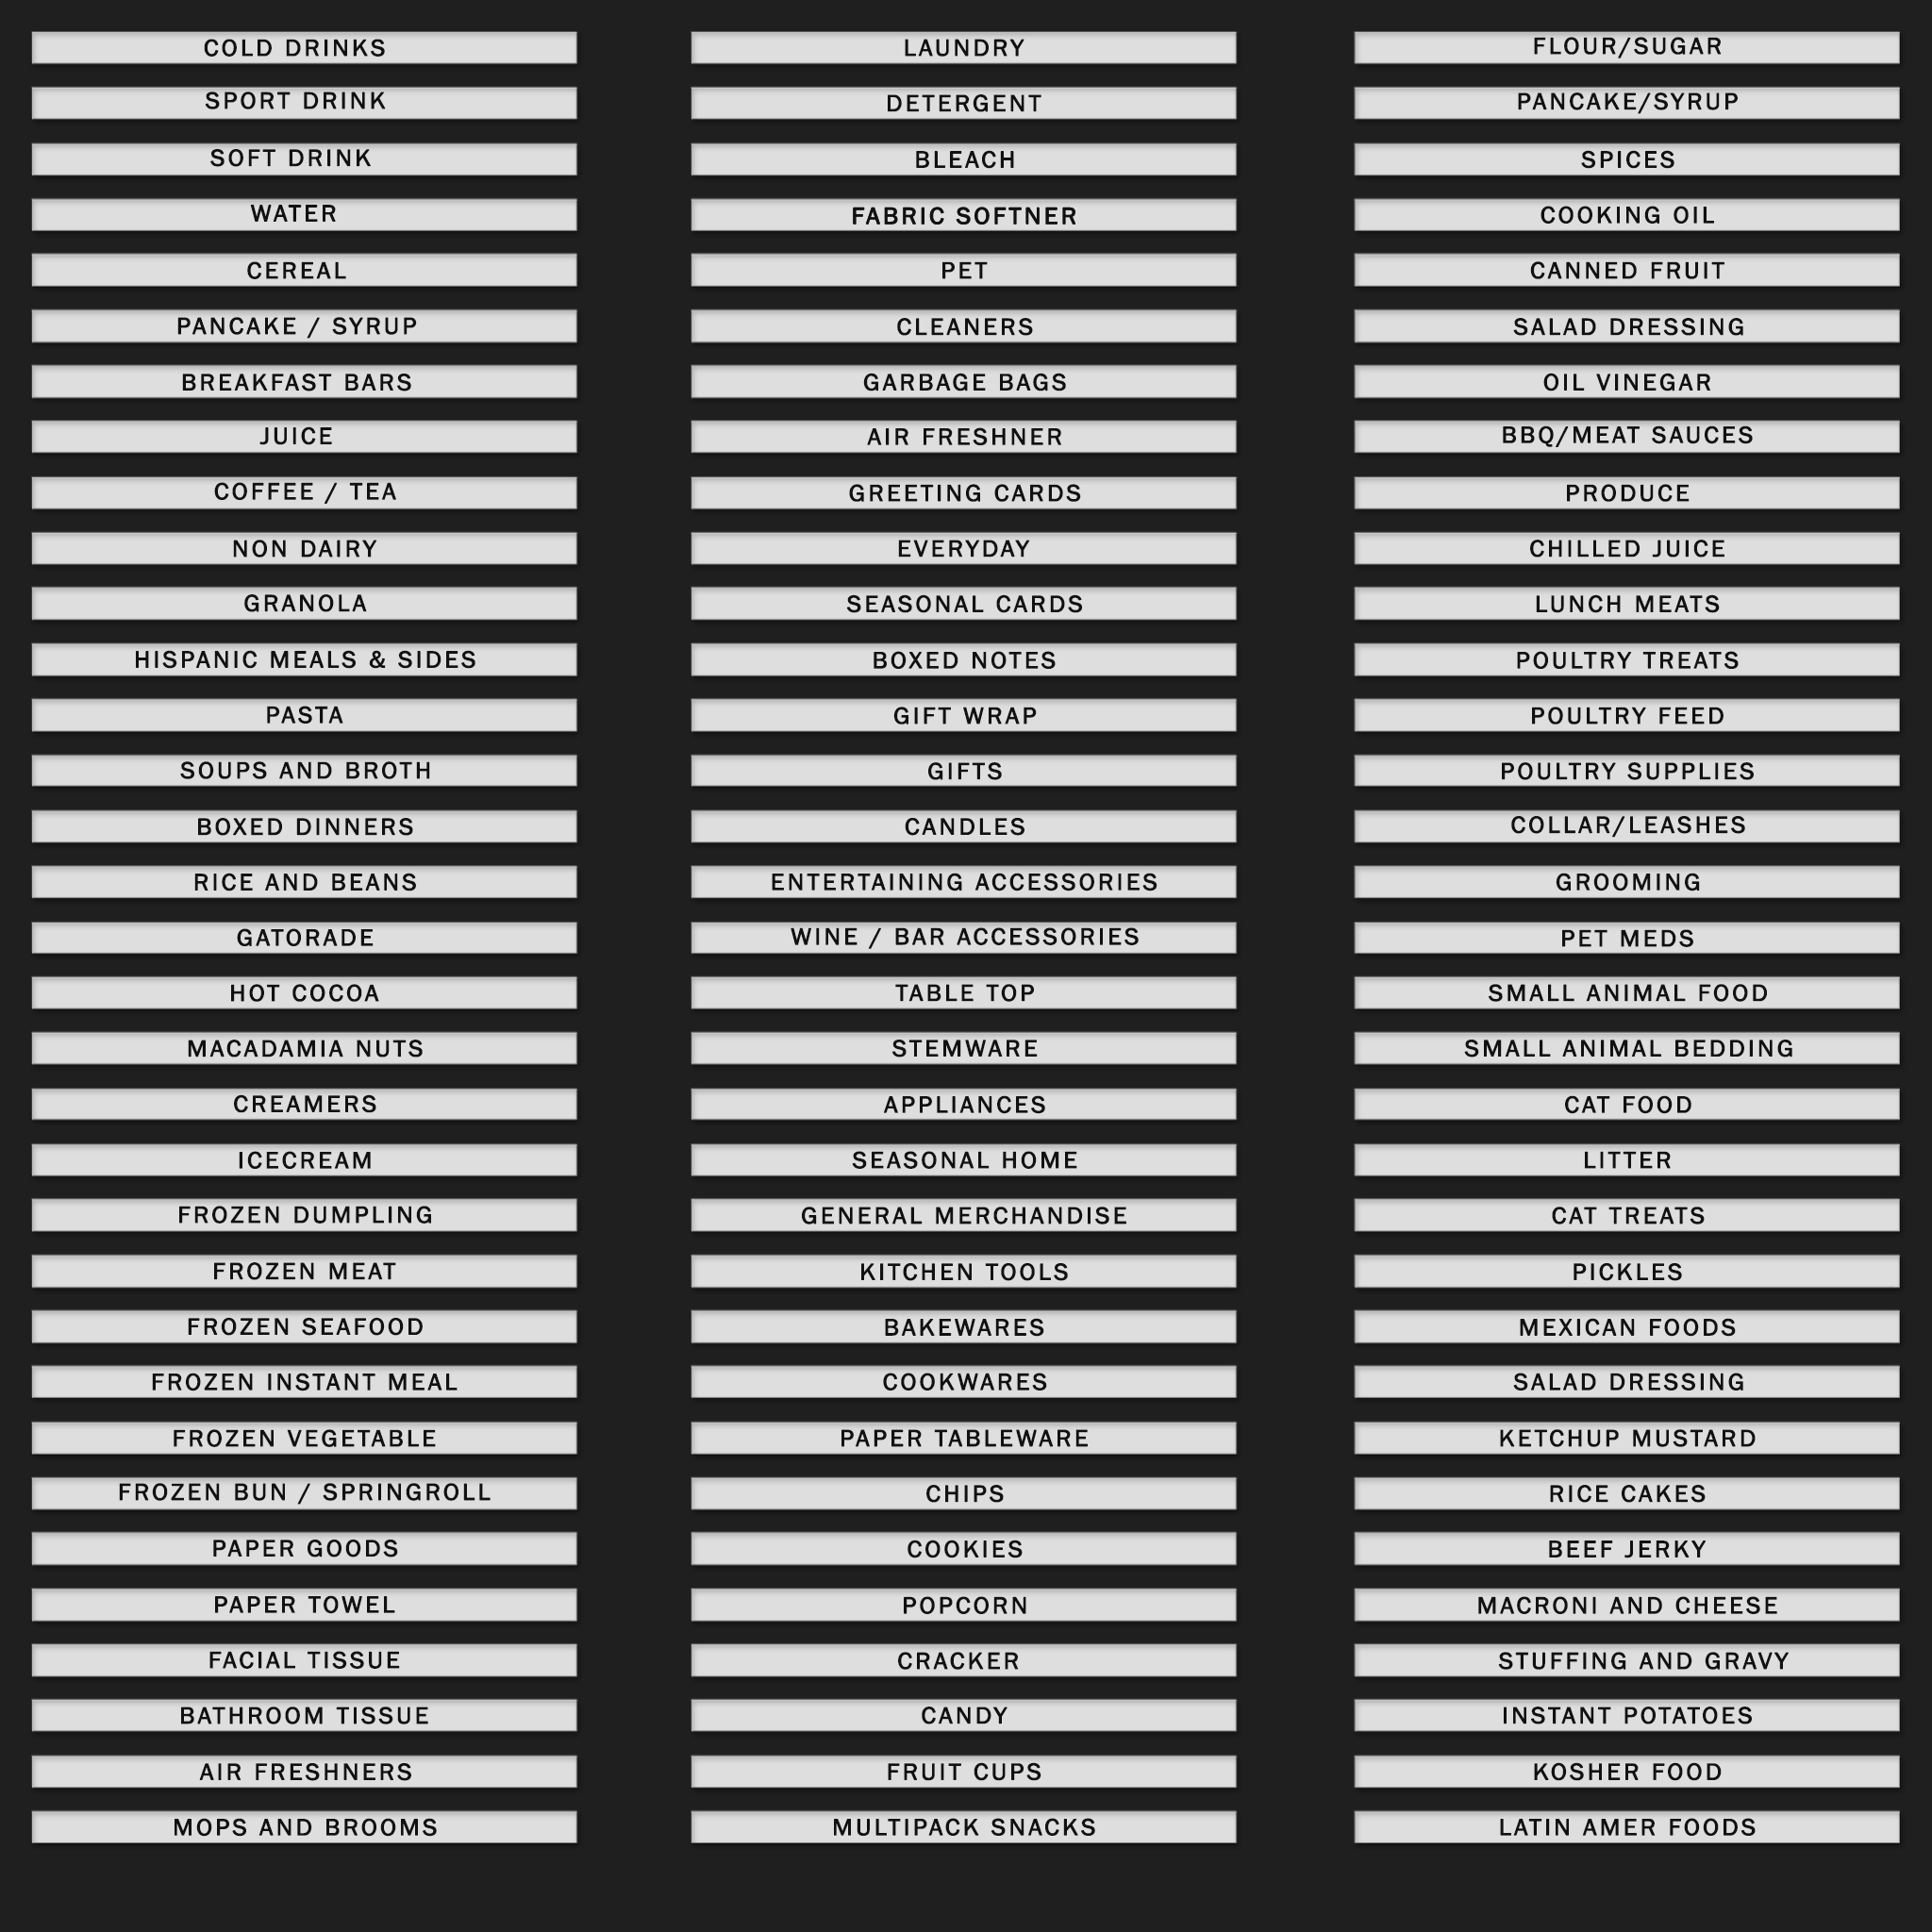 COLD DRINKS
SPORT DRINK
SOFT DRINK
WATER
CEREAL
PANCAKE / SYRUP
BREAKFAST BARS
JUICE
COFFEE / TEA
NON DAIRY
GRANOLA
HISPANIC MEALS & SIDES
PASTA
SOUPS AND BROTH
BOXED DINNERS
RICE AND BEANS
GATORADE
HOT COCOA
MACADAMIA NUTS
CREAMERS
ICECREAM
FROZEN DUMPLING
FROZEN MEAT
FROZEN SEAFOOD
FROZEN INSTANT MEAL
FROZEN VEGETABLE
FROZEN BUN / SPRINGROLL
PAPER GOODS
PAPER TOWEL
FACIAL TISSUE
BATHROOM TISSUE
AIR FRESHNERS
MOPS AND BROOMS
LAUNDRY
DETERGENT
BLEACH
FABRIC SOFTNER
PET
CLEANERS
GARBAGE BAGS
AIR FRESHNER
GREETING CARDS
EVERYDAY
SEASONAL CARDS
BOXED NOTES
GIFT WRAP
GIFTS
CANDLES
ENTERTAINING ACCESSORIES
WINE / BAR ACCESSORIES
TABLE TOP
STEMWARE
APPLIANCES
SEASONAL HOME
GENERAL MERCHANDISE
KITCHEN TOOLS
BAKEWARES
COOKWARES
PAPER TABLEWARE
CHIPS
COOKIES
POPCORN
CRACKER
CANDY
FRUIT CUPS
MULTIPACK SNACKS
FLOUR/SUGAR
PANCAKE/SYRUP
SPICES
COOKING OIL
CANNED FRUIT
SALAD DRESSING
OIL VINEGAR
BBQ/MEAT SAUCES
PRODUCE
CHILLED JUICE
LUNCH MEATS
POULTRY TREATS
POULTRY FEED
POULTRY SUPPLIES
COLLAR/LEASHES
GROOMING
PET MEDS
SMALL ANIMAL FOOD
SMALL ANIMAL BEDDING
CAT FOOD
LITTER
CAT TREATS
PICKLES
MEXICAN FOODS
SALAD DRESSING
KETCHUP MUSTARD
RICE CAKES
BEEF JERKY
MACRONI AND CHEESE
STUFFING AND GRAVY
INSTANT POTATOES
KOSHER FOOD
LATIN AMER FOODS